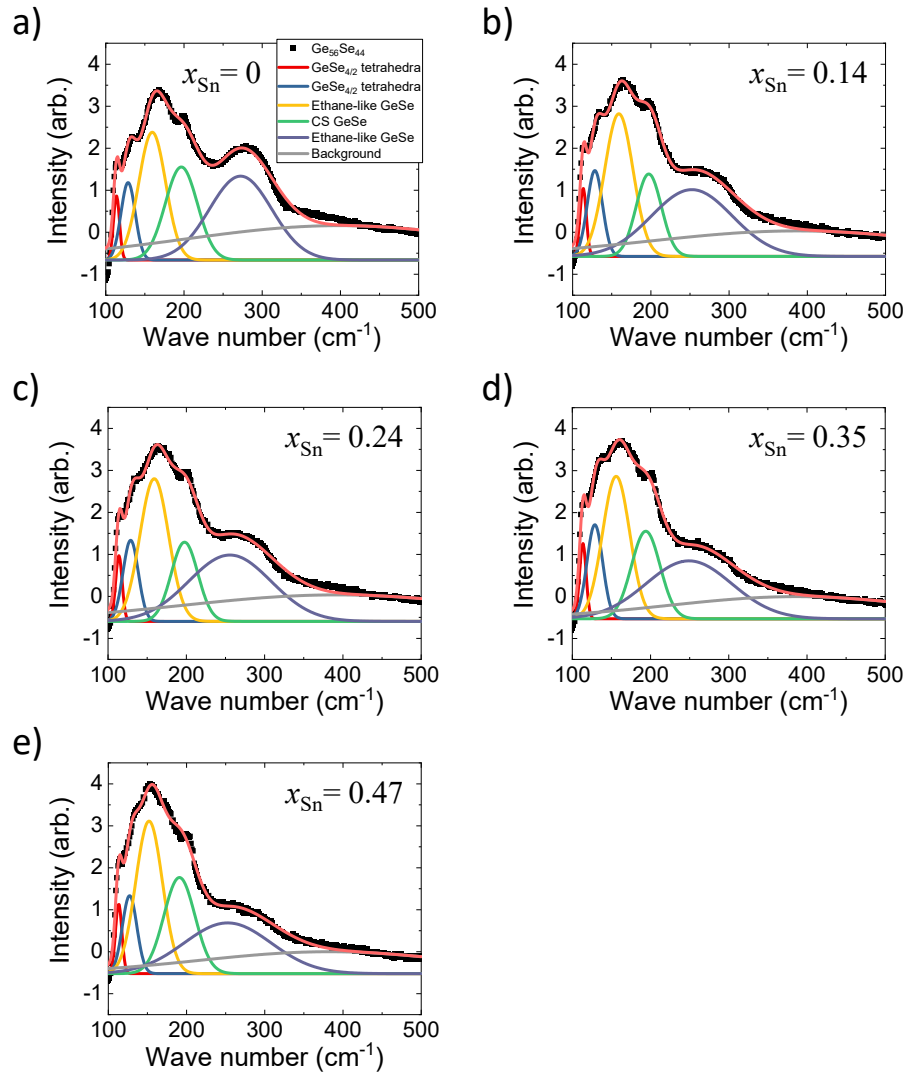 a)
x_Sn = 0
Ge₅₆Se₄₄
GeSe₄/₂ tetrahedra
GeSe₄/₂ tetrahedra
Ethane-like GeSe
CS GeSe
Ethane-like GeSe
Background
Intensity (arb.)
4
3
2
1
0
-1
100 200 300 400 500
Wave number (cm⁻¹)
b)
x_Sn = 0.14
Intensity (arb.)
4
3
2
1
0
-1
100 200 300 400 500
Wave number (cm⁻¹)
c)
x_Sn = 0.24
Intensity (arb.)
4
3
2
1
0
-1
100 200 300 400 500
Wave number (cm⁻¹)
d)
x_Sn = 0.35
Intensity (arb.)
4
3
2
1
0
-1
100 200 300 400 500
Wave number (cm⁻¹)
e)
x_Sn = 0.47
Intensity (arb.)
4
3
2
1
0
-1
100 200 300 400 500
Wave number (cm⁻¹)